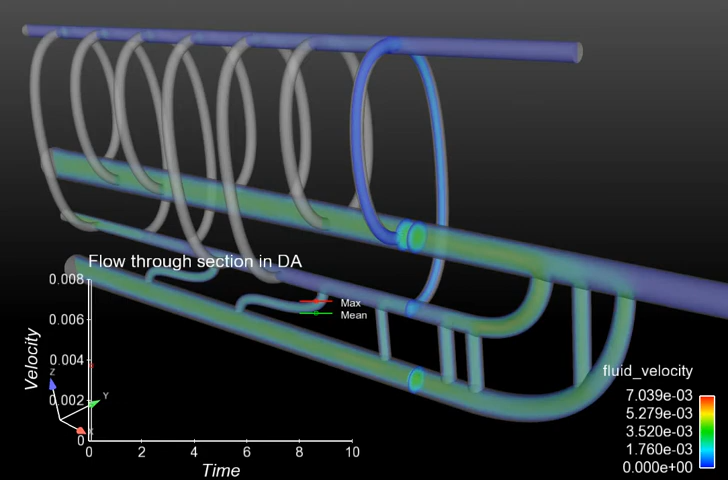 Flow through section in DA
0.008
0.006
0.004
0.002
0
Velocity
Max
Mean
Z
Y
X
0 2 4 6 8 10
Time
fluid_velocity
7.039e-03
5.279e-03
3.520e-03
1.760e-03
0.000e+00